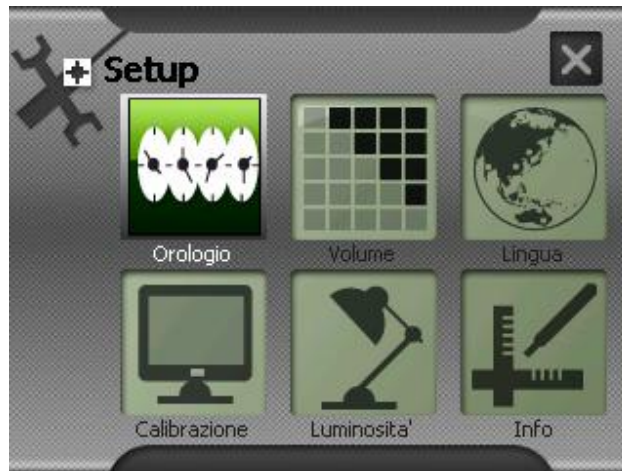 Setup
Orologio
Volume
Lingua
Calibrazione
Luminosita'
Info